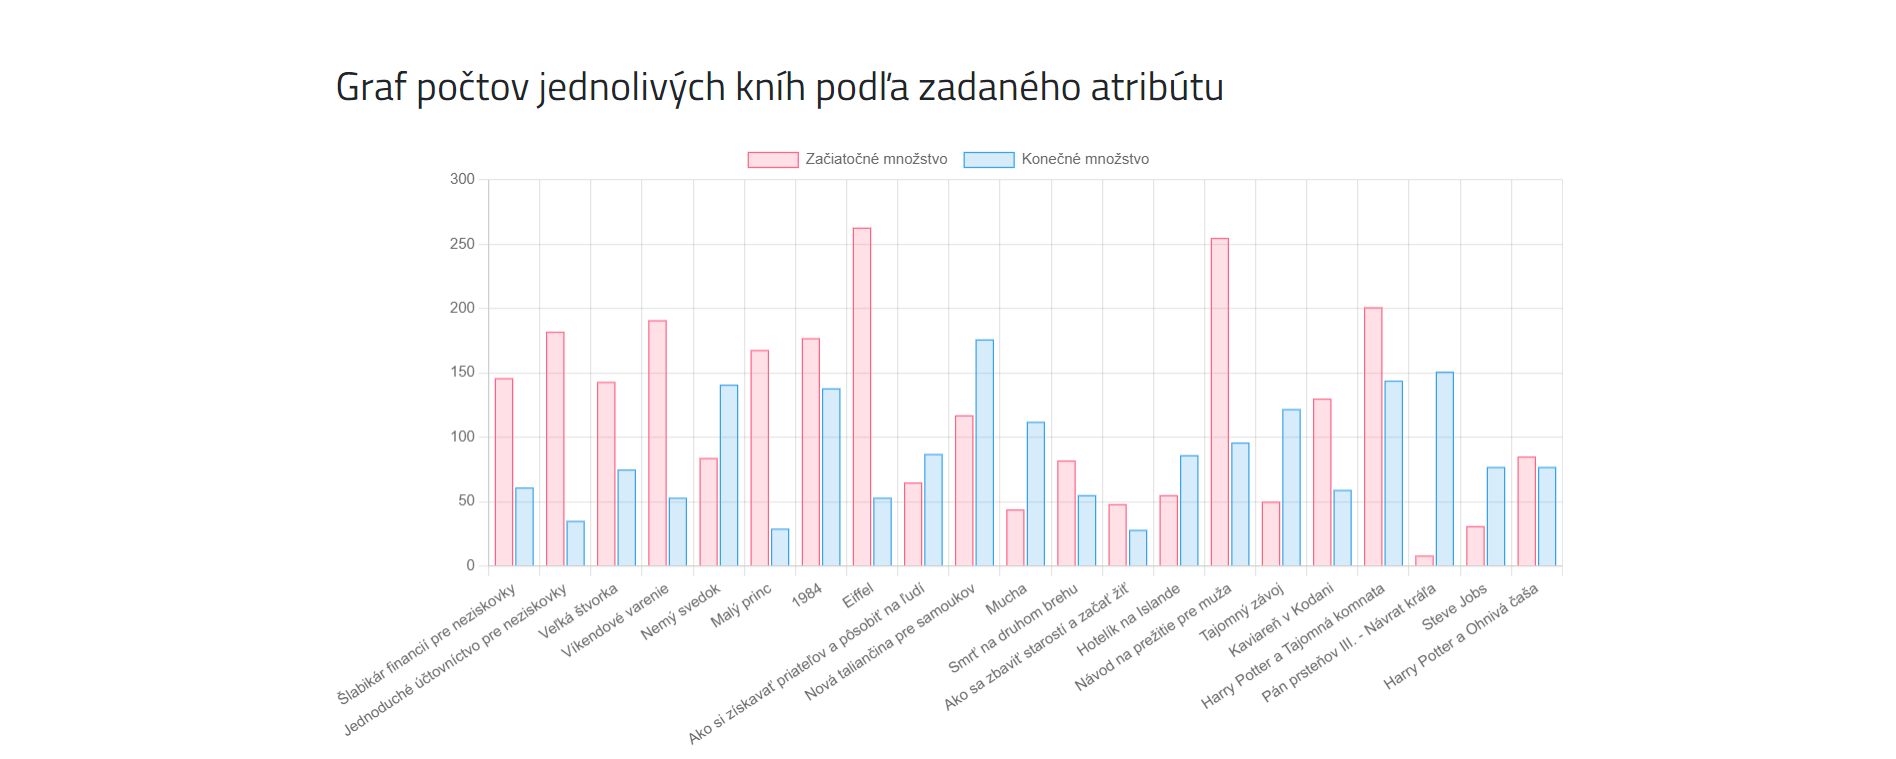 Graf počtov jednolivých kníh podľa zadaného atribútu
Začiatočné množstvo Konečné množstvo
300
250
200
150
100
50
0
Šlabikár financií pre neziskovky
Jednoduché účtovníctvo pre neziskovky
Veľká štvorka
Víkendové varenie
Nemý svedok
Malý princ
1984
Eiffel
Ako si získavať priateľov a pôsobiť na ľudí
Nová taliančina pre samoukov
Mucha
Smrť na druhom brehu
Ako sa zbaviť starostí a začať žiť
Hotelík na Islande
Návod na prežitie pre muža
Tajomný závoj
Kaviareň v Kodani
Harry Potter a Tajomná komnata
Pán prsteňov III. - Návrat kráľa
Steve Jobs
Harry Potter a Ohnivá čaša